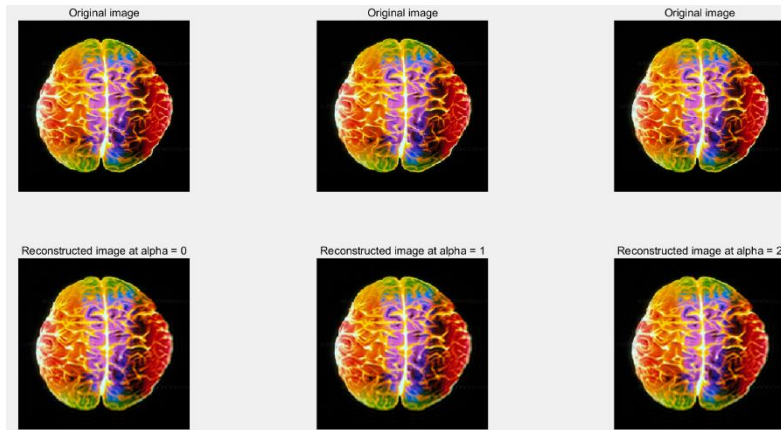 Original image
Original image
Original image
Reconstructed image at alpha = 0
Reconstructed image at alpha = 1
Reconstructed image at alpha = 2